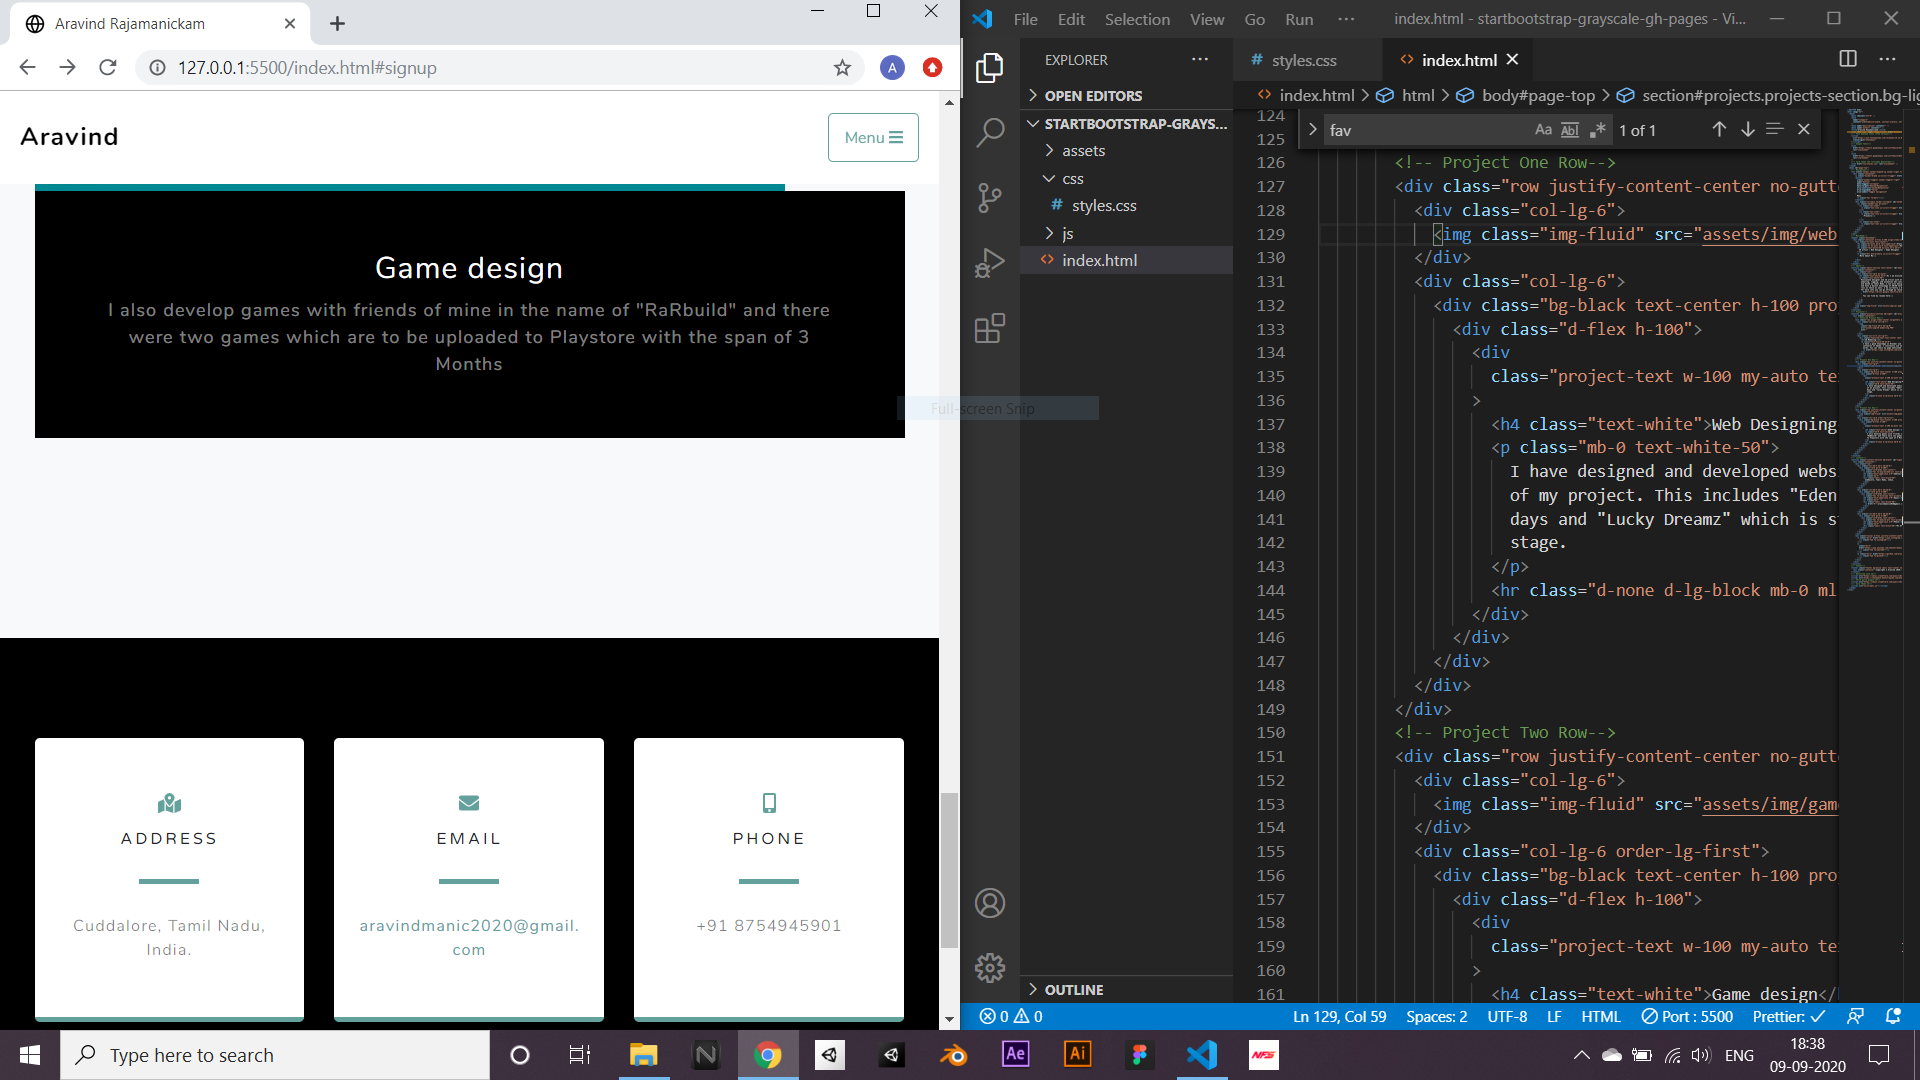 Aravind Rajamanickam
127.0.0.1:5500/index.html#signup
A
Aravind
Menu
Game design
I also develop games with friends of mine in the name of "RaRbuild" and there
were two games which are to be uploaded to Playstore with the span of 3
Months
Full-screen Snip
ADDRESS
Cuddalore, Tamil Nadu,
India.
EMAIL
aravindmanic2020@gmail.
com
PHONE
+91 8754945901
File Edit Selection View Go Run ···
index.html - startbootstrap-grayscale-gh-pages - Vi...
EXPLORER
OPEN EDITORS
STARTBOOTSTRAP-GRAYS...
assets
css
# styles.css
js
<> index.html
OUTLINE
# styles.css
<> index.html
<> index.html > html > body#page-top > section#projects.projects-section.bg-lig
fav
Aa Abl
1 of 1
124
125
126 <!-- Project One Row-->
127 <div class="row justify-content-center no-gutt
128 <div class="col-lg-6">
129 <img class="img-fluid" src="assets/img/web
130 </div>
131 <div class="col-lg-6">
132 <div class="bg-black text-center h-100 pro
133 <div class="d-flex h-100">
134 <div
135 class="project-text w-100 my-auto te
136 >
137 <h4 class="text-white">Web Designing
138 <p class="mb-0 text-white-50">
139 I have designed and developed webs
140 of my project. This includes "Eden
141 days and "Lucky Dreamz" which is s
142 stage.
143 </p>
144 <hr class="d-none d-lg-block mb-0 ml
145 </div>
146 </div>
147 </div>
148 </div>
149 </div>
150 <!-- Project Two Row-->
151 <div class="row justify-content-center no-gutt
152 <div class="col-lg-6">
153 <img class="img-fluid" src="assets/img/gam
154 </div>
155 <div class="col-lg-6 order-lg-first">
156 <div class="bg-black text-center h-100 pro
157 <div class="d-flex h-100">
158 <div
159 class="project-text w-100 my-auto te
160 >
161 <h4 class="text-white">Game design</
0 0
Ln 129, Col 59 Spaces: 2 UTF-8 LF HTML Port : 5500 Prettier: ✓
Type here to search
N
Ae
Ai
NFS
ENG
18:38
09-09-2020